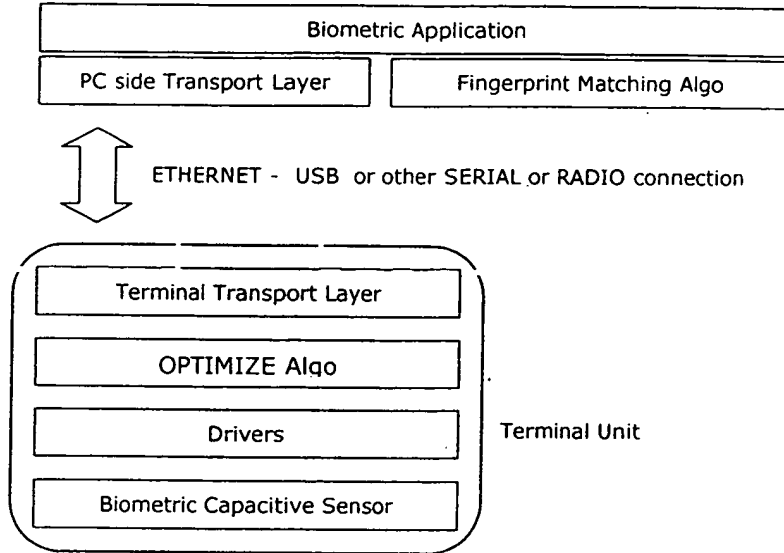 Biometric Application
PC side Transport Layer
Fingerprint Matching Algo
ETHERNET - USB or other SERIAL or RADIO connection
Terminal Transport Layer
OPTIMIZE Algo
Drivers
Terminal Unit
Biometric Capacitive Sensor